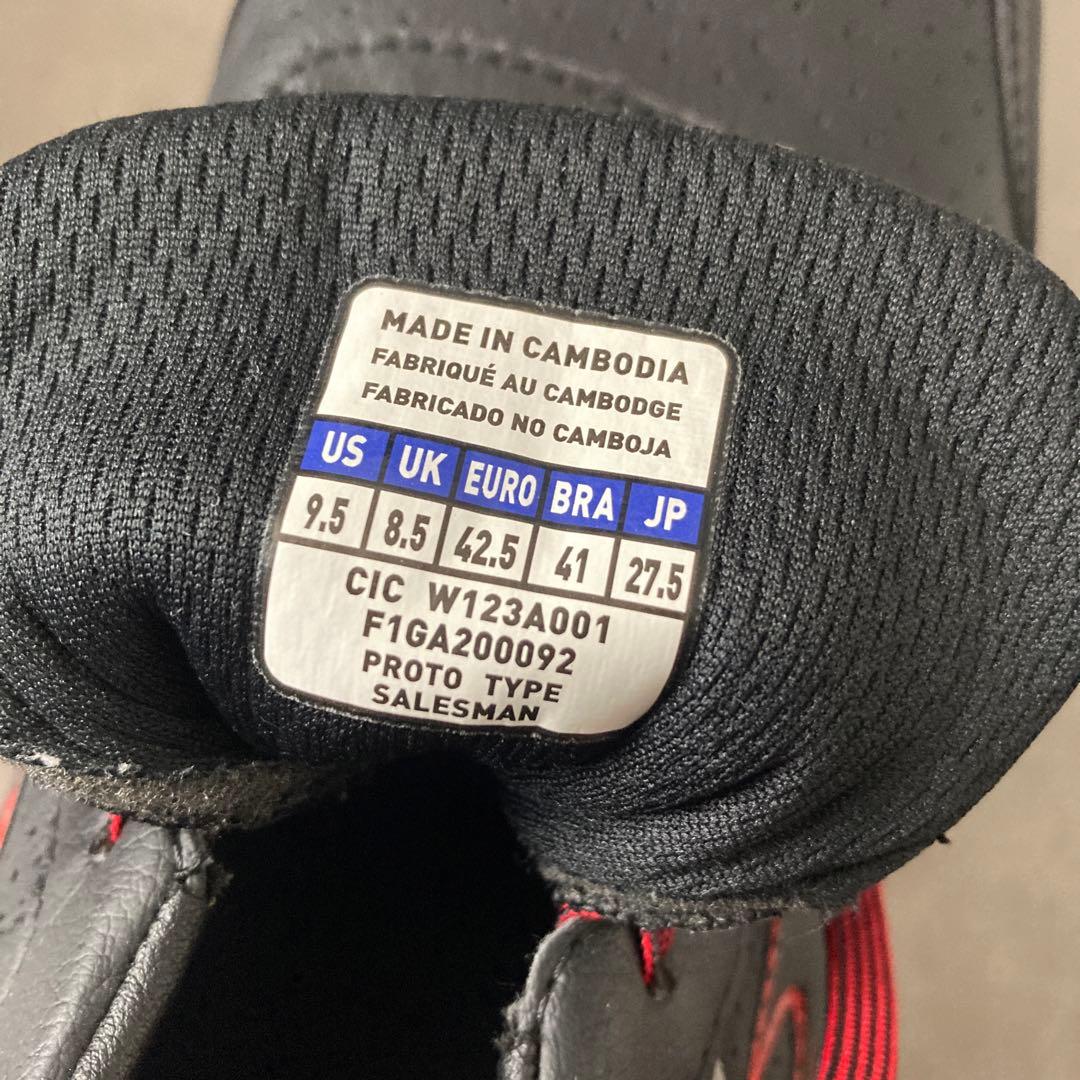 MADE IN CAMBODIA
FABRIQUÉ AU CAMBODGE
FABRICADO NO CAMBOJA
US UK EURO BRA JP
9.5 8.5 42.5 41 27.5
CIC W123A001
F1GA200092
PROTO TYPE
SALESMAN